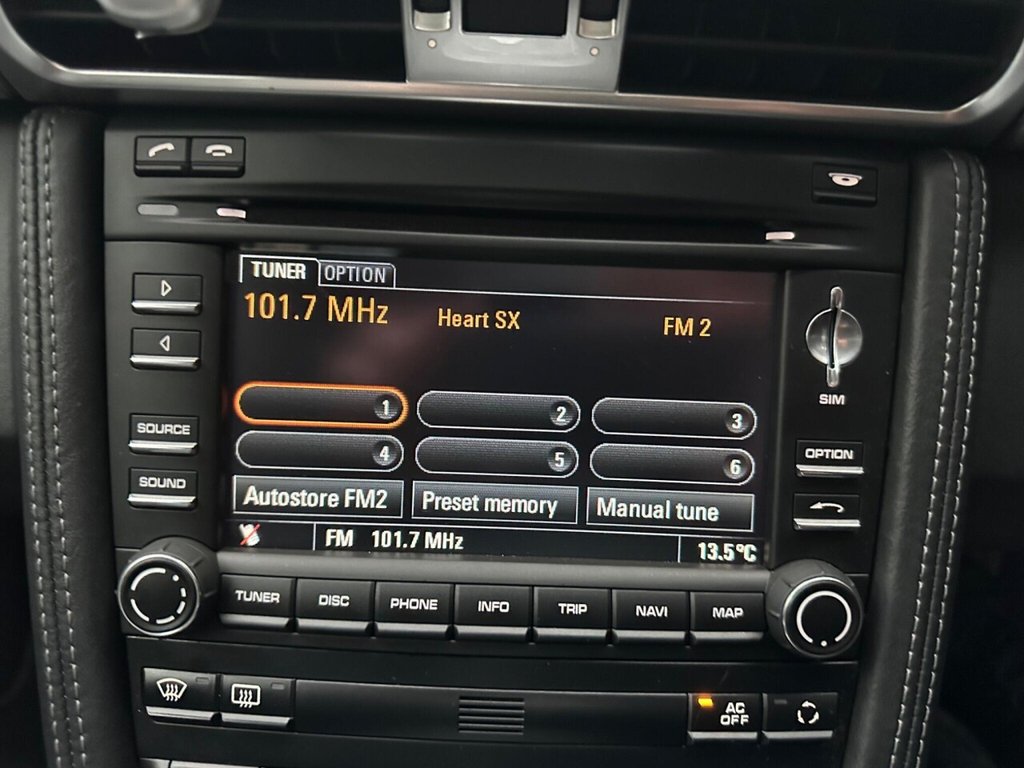 TUNER OPTION
101.7 MHz Heart SX FM 2
1 2 3
4 5 6
Autostore FM2 Preset memory Manual tune
FM 101.7 MHz 13.5°C
SOURCE
SOUND
SIM
OPTION
TUNER DISC PHONE INFO TRIP NAVI MAP
AC
OFF